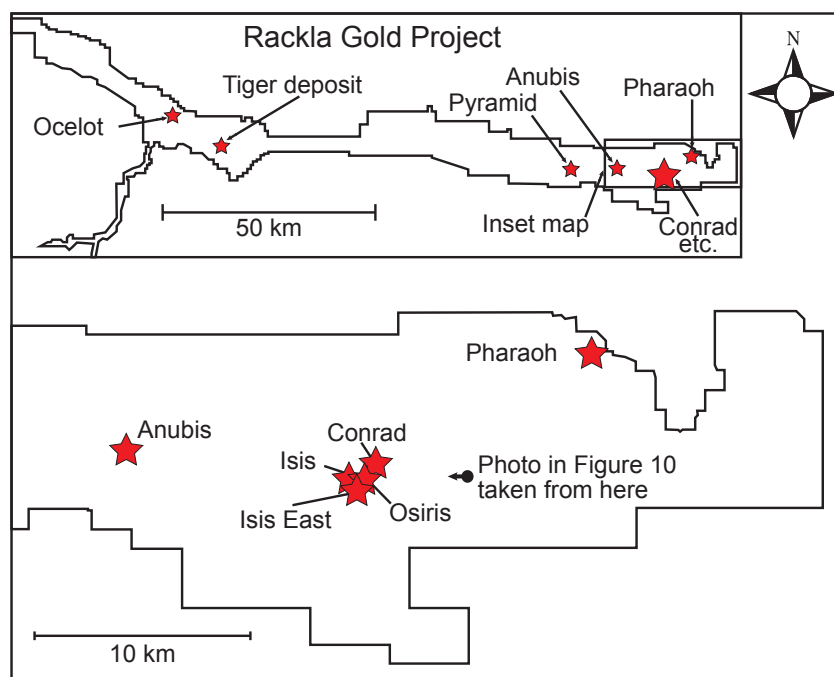 Rackla Gold Project
N
Tiger deposit
Ocelot
Anubis
Pyramid
Pharaoh
50 km
Inset map
Conrad
etc.
Pharaoh
Anubis
Conrad
Isis
Photo in Figure 10
taken from here
Isis East
Osiris
10 km